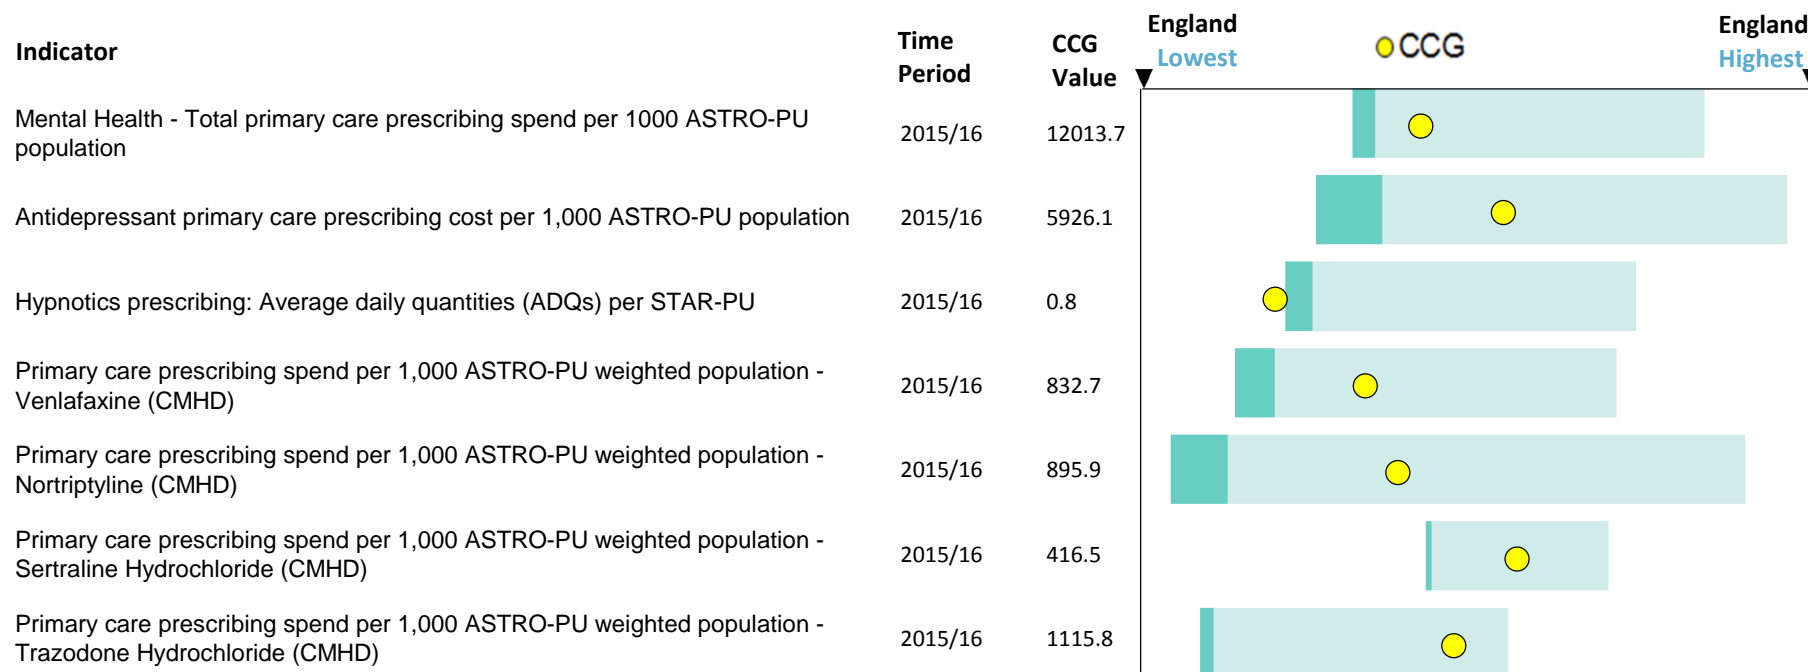 Indicator
Time
Period
CCG
Value
England
Lowest
CCG
England
Highest
Mental Health - Total primary care prescribing spend per 1000 ASTRO-PU
population
2015/16
12013.7
Antidepressant primary care prescribing cost per 1,000 ASTRO-PU population
2015/16
5926.1
Hypnotics prescribing: Average daily quantities (ADQs) per STAR-PU
2015/16
0.8
Primary care prescribing spend per 1,000 ASTRO-PU weighted population -
Venlafaxine (CMHD)
2015/16
832.7
Primary care prescribing spend per 1,000 ASTRO-PU weighted population -
Nortriptyline (CMHD)
2015/16
895.9
Primary care prescribing spend per 1,000 ASTRO-PU weighted population -
Sertraline Hydrochloride (CMHD)
2015/16
416.5
Primary care prescribing spend per 1,000 ASTRO-PU weighted population -
Trazodone Hydrochloride (CMHD)
2015/16
1115.8